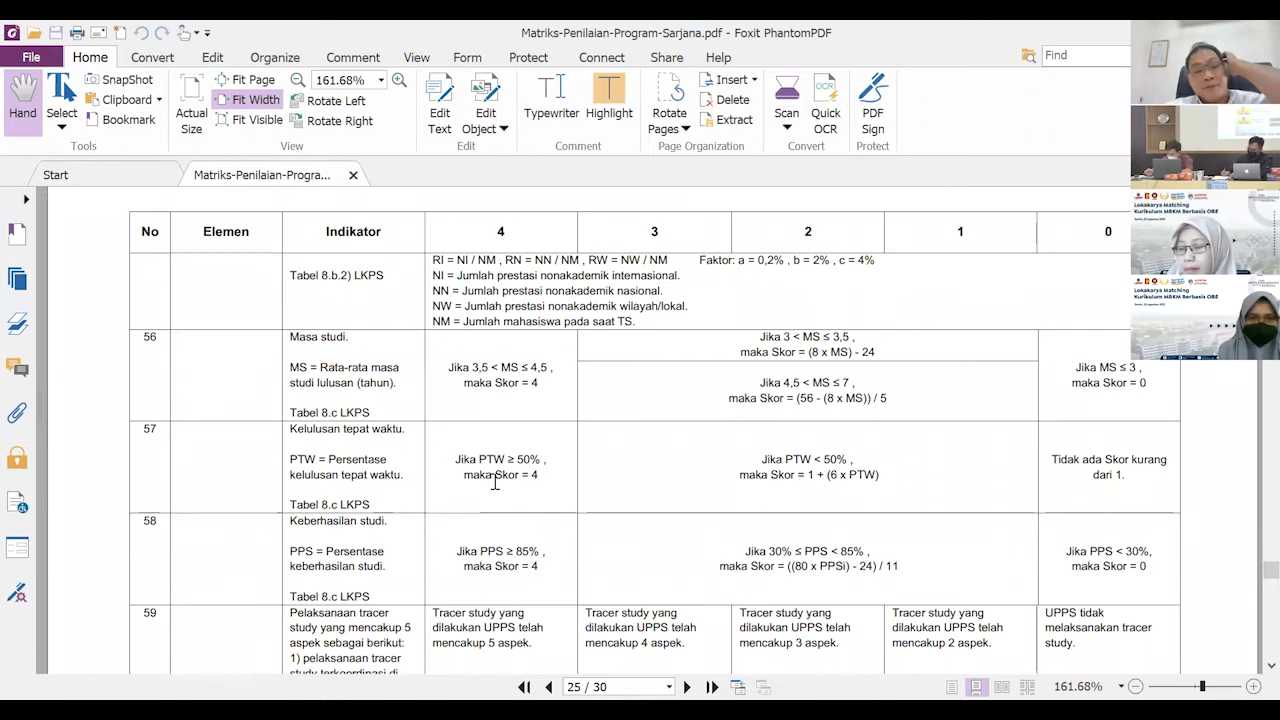 Matriks-Penilaian-Program-Sarjana.pdf - Foxit PhantomPDF
File Home Convert Edit Organize Comment View Form Protect Connect Share Help Find
Hand
Select
SnapShot
Clipboard
Bookmark
Tools
Actual Size
Fit Page
Fit Width
Fit Visible
161.68%
Rotate Left
Rotate Right
View
Edit Text
Edit Object
Edit
Typewriter
Highlight
Comment
Rotate Pages
Insert
Delete
Extract
Page Organization
Scan
Quick OCR
Convert
PDF Sign
Protect
Start
Matriks-Penilaian-Progra...
Lokakarya Matching
Kurikulum MBKM Berbasis OBE
Lokakarya Matching
Kurikulum MBKM Berbasis OBE
No Elemen Indikator 4 3 2 1 0
Tabel 8.b.2) LKPS
RI = NI / NM , RN = NN / NM , RW = NW / NM Faktor: a = 0,2% , b = 2% , c = 4%
NI = Jumlah prestasi nonakademik internasional.
NN = Jumlah prestasi nonakademik nasional.
NW = Jumlah prestasi nonakademik wilayah/lokal.
NM = Jumlah mahasiswa pada saat TS.
56
Masa studi.
MS = Rata-rata masa
studi lulusan (tahun).
Tabel 8.c LKPS
Jika 3,5 < MS ≤ 4,5 ,
maka Skor = 4
Jika 3 < MS ≤ 3,5 ,
maka Skor = (8 x MS) - 24
Jika 4,5 < MS ≤ 7 ,
maka Skor = (56 - (8 x MS)) / 5
Jika MS ≤ 3 ,
maka Skor = 0
57
Kelulusan tepat waktu.
PTW = Persentase
kelulusan tepat waktu.
Tabel 8.c LKPS
Jika PTW ≥ 50% ,
maka Skor = 4
Jika PTW < 50% ,
maka Skor = 1 + (6 x PTW)
Tidak ada Skor kurang
dari 1.
58
Keberhasilan studi.
PPS = Persentase
keberhasilan studi.
Tabel 8.c LKPS
Jika PPS ≥ 85% ,
maka Skor = 4
Jika 30% ≤ PPS < 85% ,
maka Skor = ((80 x PPSi) - 24) / 11
Jika PPS < 30%,
maka Skor = 0
59
Pelaksanaan tracer
study yang mencakup 5
aspek sebagai berikut:
1) pelaksanaan tracer
study terkoordinasi di
Tracer study yang
dilakukan UPPS telah
mencakup 5 aspek.
Tracer study yang
dilakukan UPPS telah
mencakup 4 aspek.
Tracer study yang
dilakukan UPPS telah
mencakup 3 aspek.
Tracer study yang
dilakukan UPPS telah
mencakup 2 aspek.
UPPS tidak
melaksanakan tracer
study.
25 / 30
161.68%